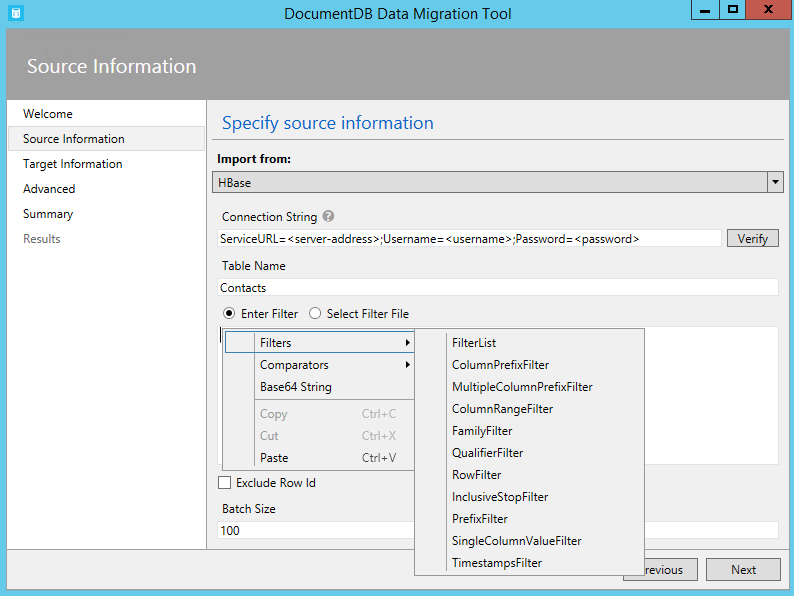 DocumentDB Data Migration Tool
Source Information
Welcome
Source Information
Target Information
Advanced
Summary
Results
Specify source information
Import from:
HBase
Connection String ?
ServiceURL=<server-address>;Username=<username>;Password=<password>
Verify
Table Name
Contacts
Enter Filter Select Filter File
Filters
Comparators
Base64 String
Copy Ctrl+C
Cut Ctrl+X
Paste Ctrl+V
FilterList
ColumnPrefixFilter
MultipleColumnPrefixFilter
ColumnRangeFilter
FamilyFilter
QualifierFilter
RowFilter
InclusiveStopFilter
PrefixFilter
SingleColumnValueFilter
TimestampsFilter
Exclude Row Id
Batch Size
100
revious
Next